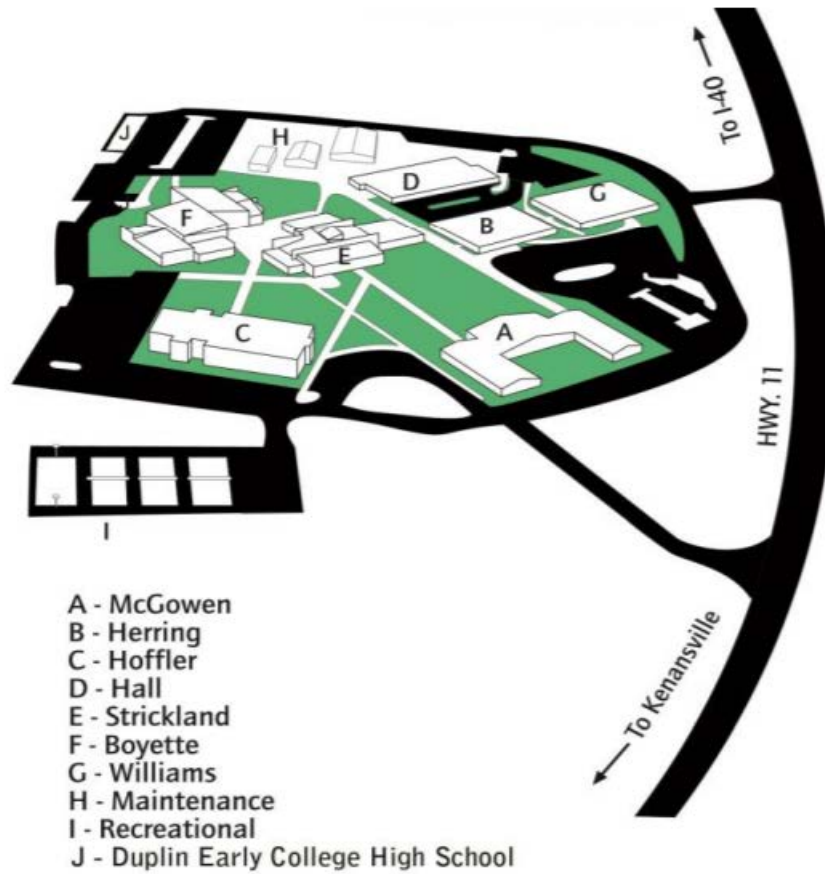 To I-40
J
H
D
G
F
B
E
C
A
HWY. 11
I
To Kenansville
A - McGowen
B - Herring
C - Hoffler
D - Hall
E - Strickland
F - Boyette
G - Williams
H - Maintenance
I - Recreational
J - Duplin Early College High School